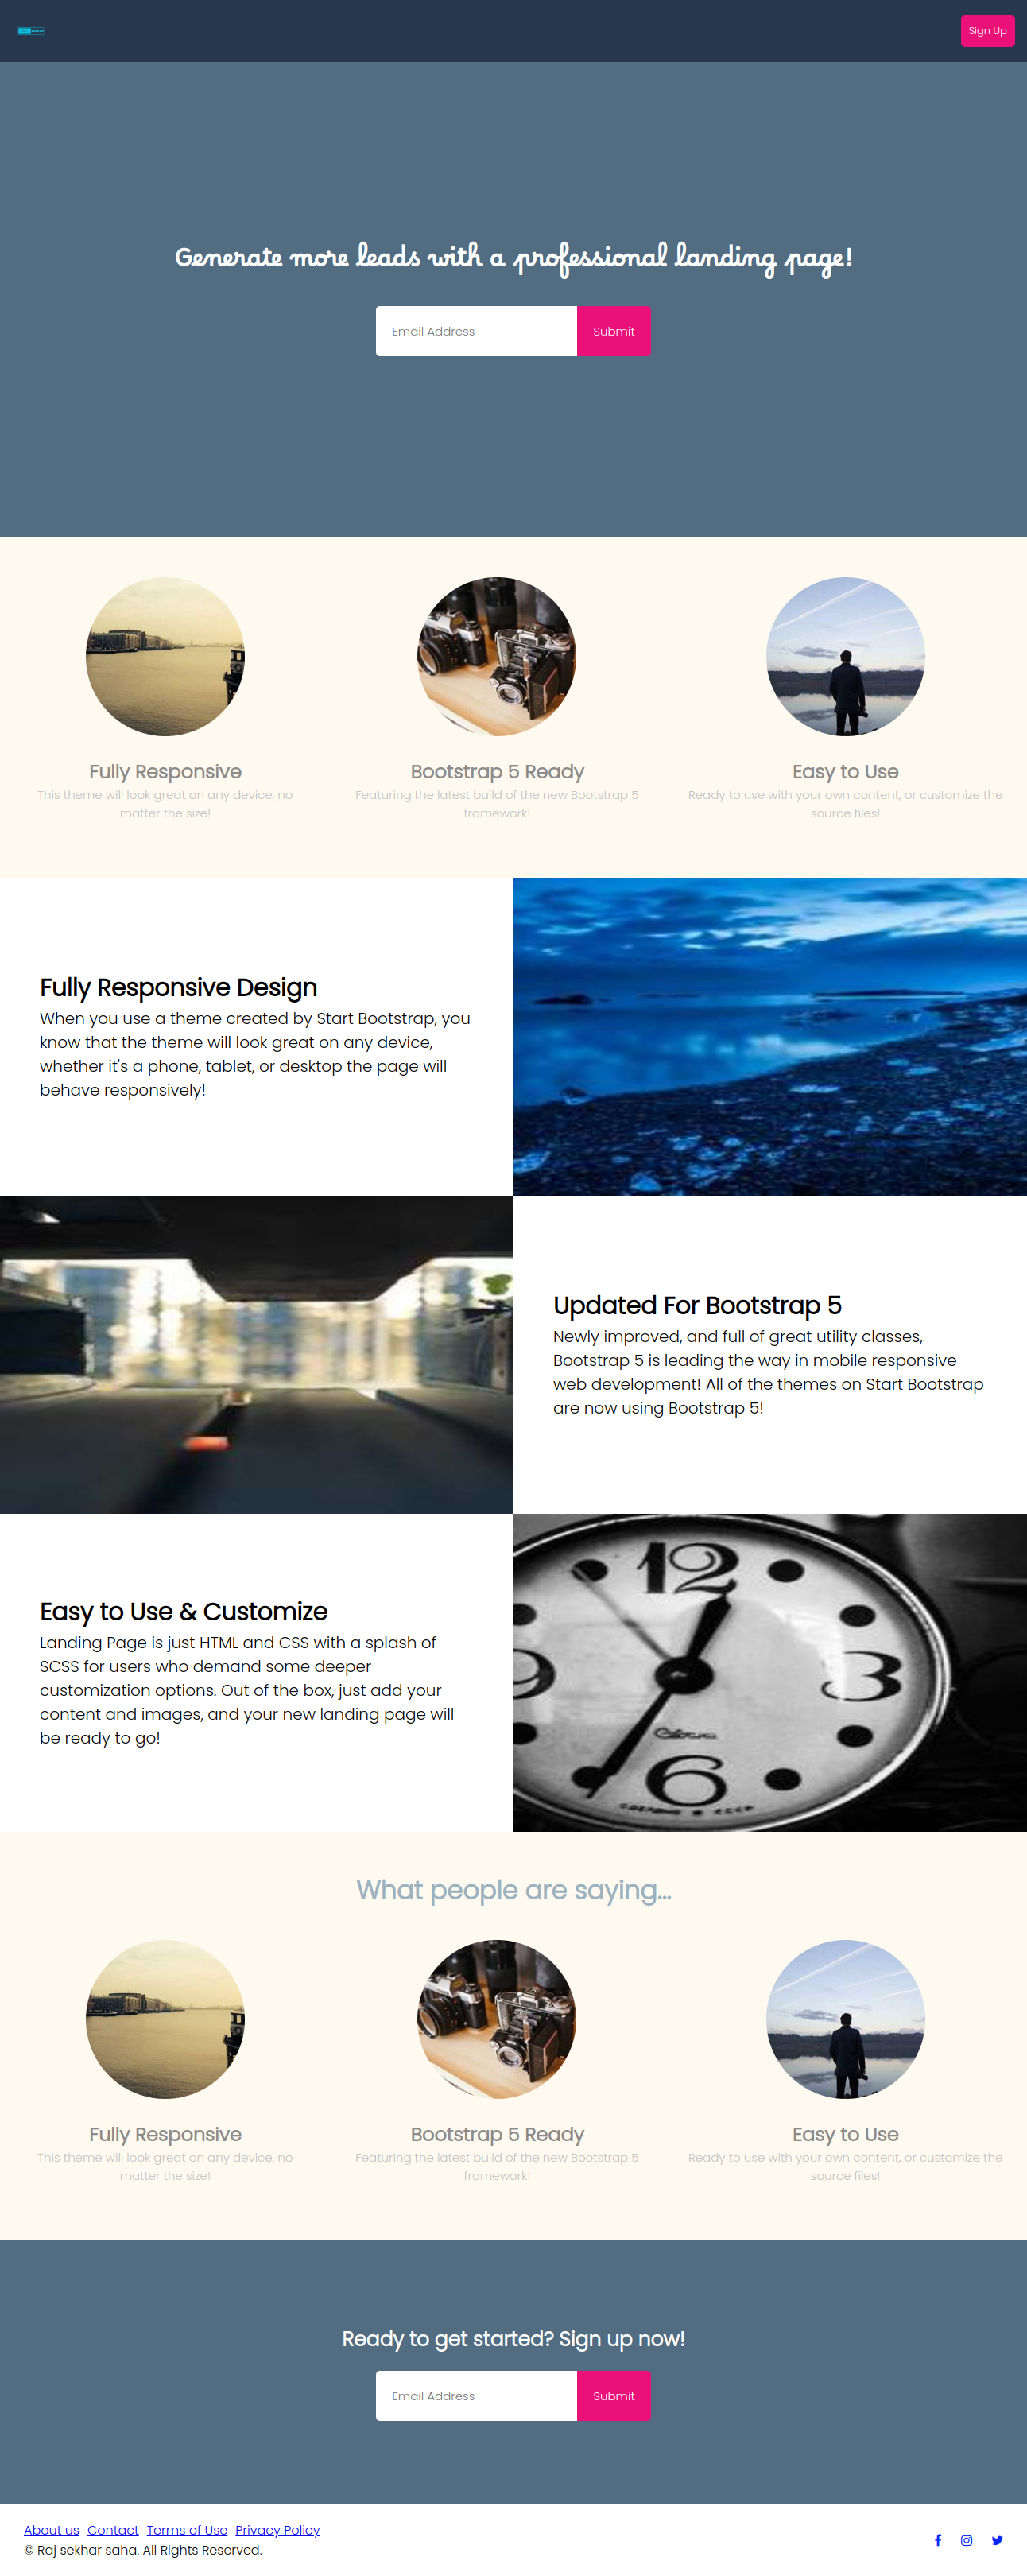 Sign Up
Generate more leads with a professional landing page!
Email Address
Submit
Fully Responsive
This theme will look great on any device, no
matter the size!
Bootstrap 5 Ready
Featuring the latest build of the new Bootstrap 5
framework!
Easy to Use
Ready to use with your own content, or customize the
source files!
Fully Responsive Design
When you use a theme created by Start Bootstrap, you
know that the theme will look great on any device,
whether it's a phone, tablet, or desktop the page will
behave responsively!
Updated For Bootstrap 5
Newly improved, and full of great utility classes,
Bootstrap 5 is leading the way in mobile responsive
web development! All of the themes on Start Bootstrap
are now using Bootstrap 5!
Easy to Use & Customize
Landing Page is just HTML and CSS with a splash of
SCSS for users who demand some deeper
customization options. Out of the box, just add your
content and images, and your new landing page will
be ready to go!
12
9
3
6
What people are saying...
Fully Responsive
This theme will look great on any device, no
matter the size!
Bootstrap 5 Ready
Featuring the latest build of the new Bootstrap 5
framework!
Easy to Use
Ready to use with your own content, or customize the
source files!
Ready to get started? Sign up now!
Email Address
Submit
About us Contact Terms of Use Privacy Policy
© Raj sekhar saha. All Rights Reserved.